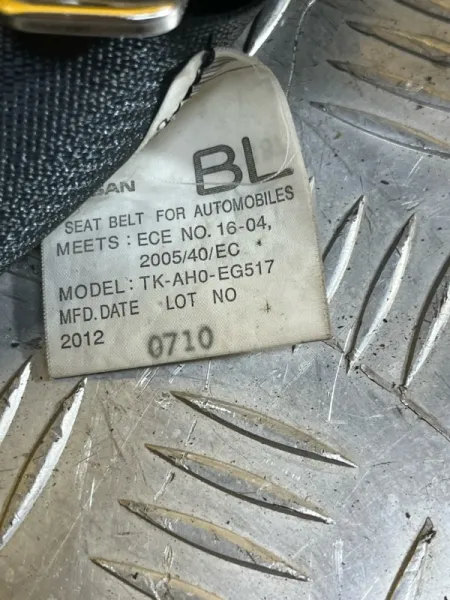 BL
SEAT BELT FOR AUTOMOBILES
MEETS : ECE NO. 16-04,
2005/40/EC
MODEL: TK-AH0-EG517
MFD.DATE LOT NO
2012 0710